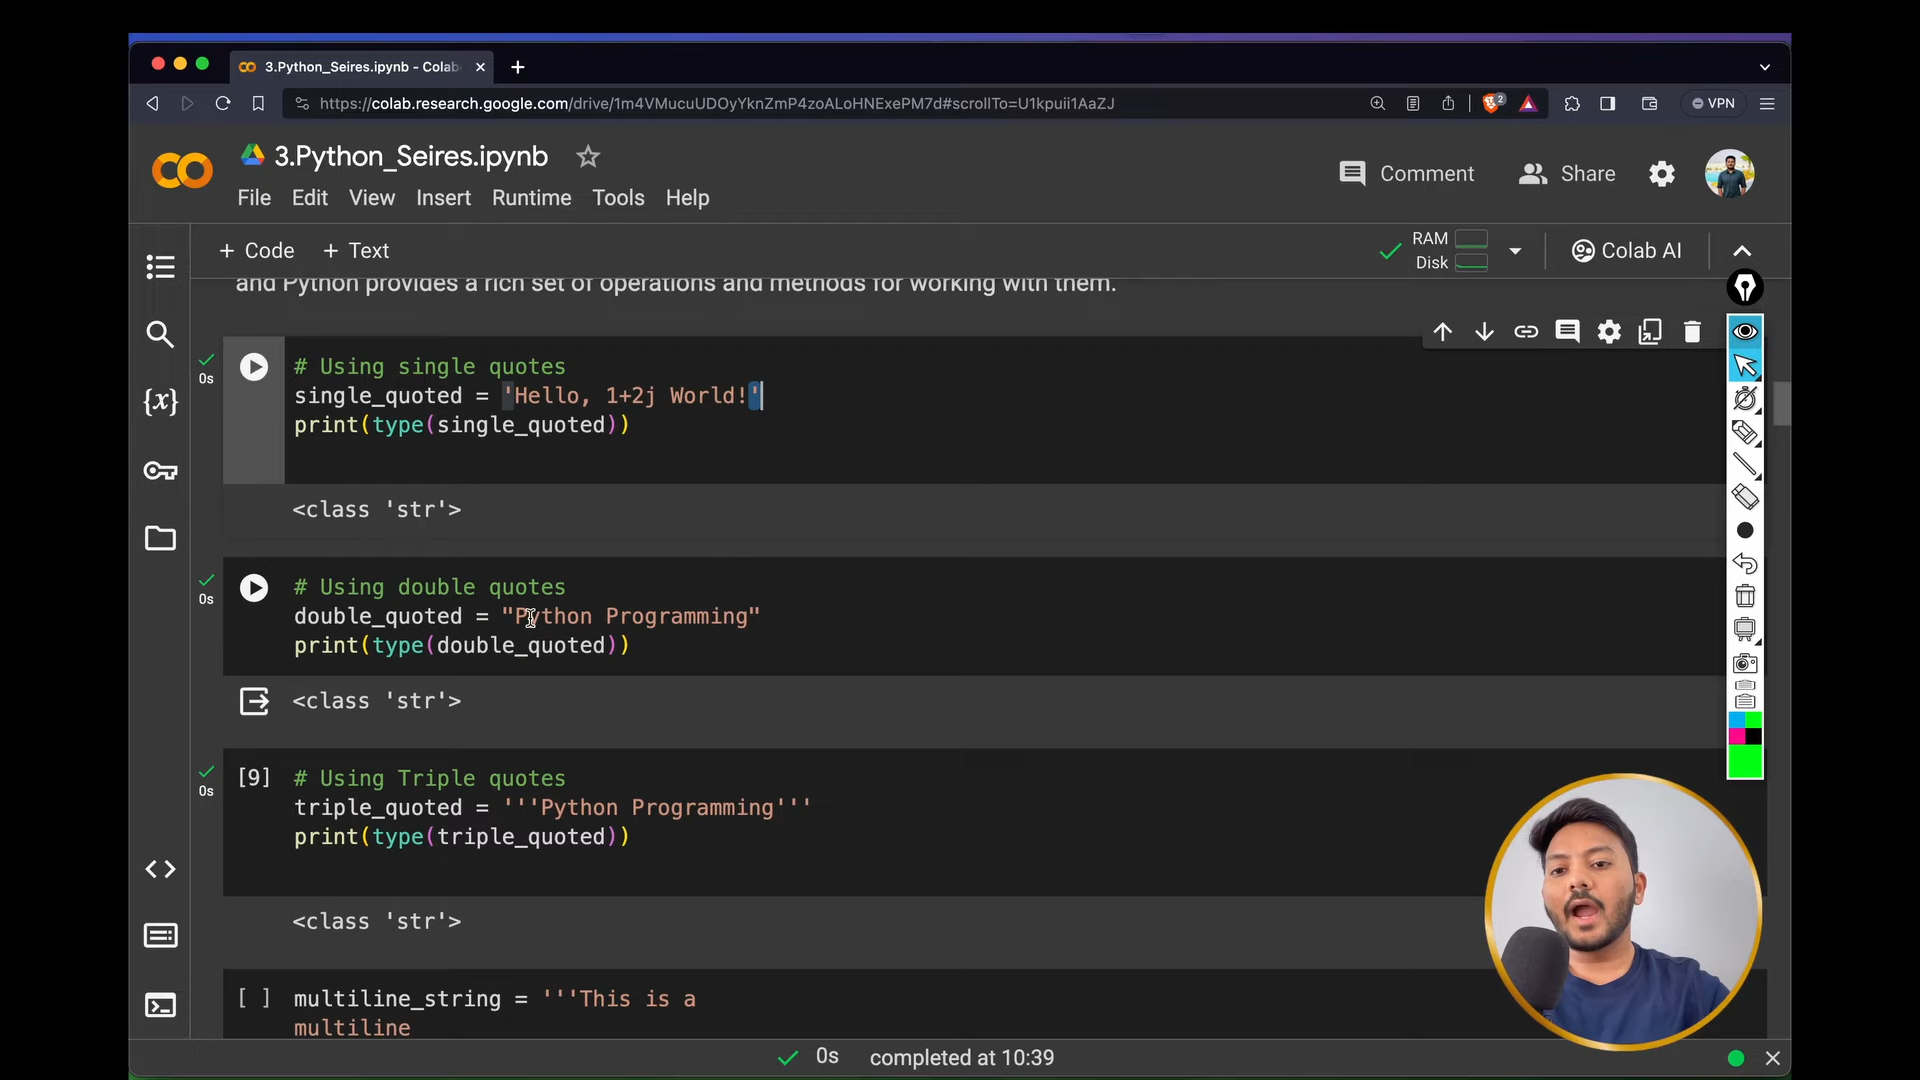 3.Python_Seires.ipynb - Colab
https://colab.research.google.com/drive/1m4VMucuUDOyYknZmP4zoALoHNExePM7d#scrollTo=U1kpuii1AaZJ
2
VPN
3.Python_Seires.ipynb
Comment
Share
File Edit View Insert Runtime Tools Help
+ Code + Text
RAM
Disk
Colab AI
and Python provides a rich set of operations and methods for working with them.
0s
# Using single quotes
single_quoted = 'Hello, 1+2j World!'
print(type(single_quoted))
<class 'str'>
0s
# Using double quotes
double_quoted = "Python Programming"
print(type(double_quoted))
<class 'str'>
0s
[9]
# Using Triple quotes
triple_quoted = '''Python Programming'''
print(type(triple_quoted))
<class 'str'>
[ ]
multiline_string = '''This is a
multiline
0s completed at 10:39
{x}